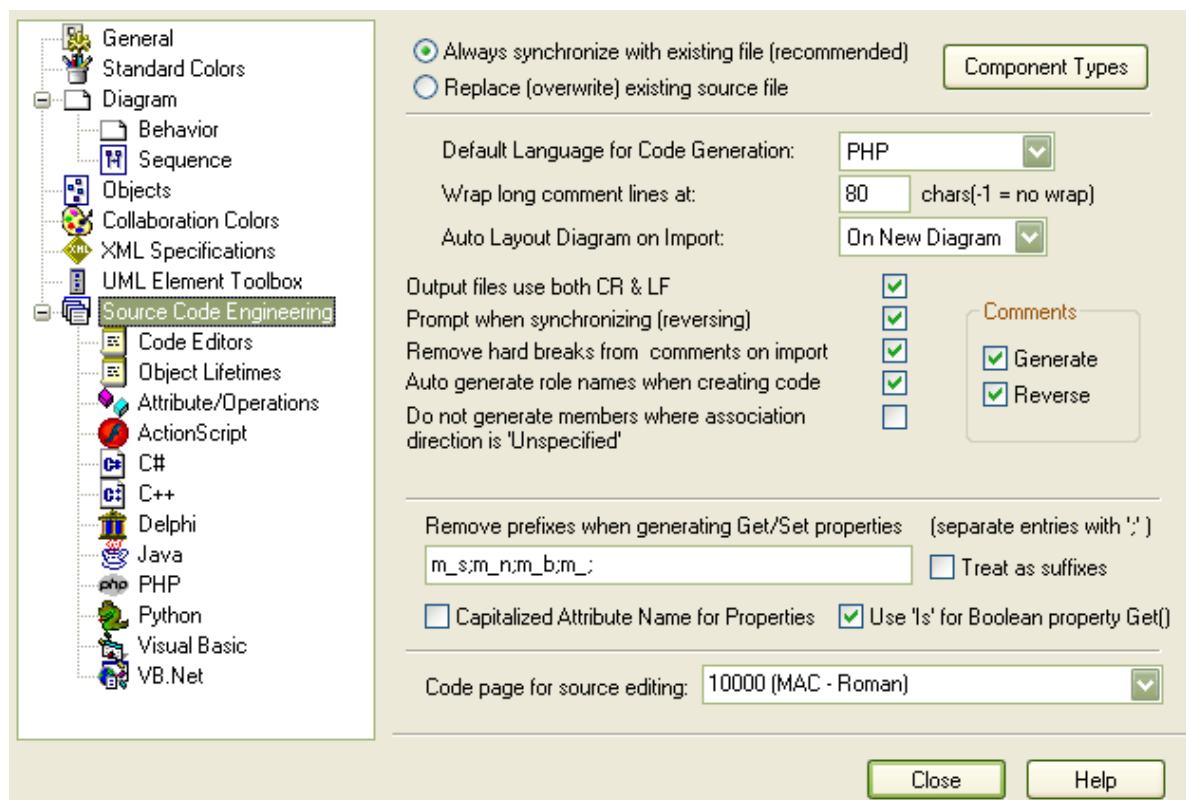 General
Standard Colors
Diagram
Behavior
Sequence
Objects
Collaboration Colors
XML Specifications
UML Element Toolbox
Source Code Engineering
Code Editors
Object Lifetimes
Attribute/Operations
ActionScript
C#
C++
Delphi
Java
PHP
Python
Visual Basic
VB.Net
Always synchronize with existing file (recommended)
Replace (overwrite) existing source file
Component Types
Default Language for Code Generation: PHP
Wrap long comment lines at: 80 chars(-1 = no wrap)
Auto Layout Diagram on Import: On New Diagram
Output files use both CR & LF
Prompt when synchronizing (reversing)
Remove hard breaks from comments on import
Auto generate role names when creating code
Do not generate members where association
direction is 'Unspecified'
Comments
Generate
Reverse
Remove prefixes when generating Get/Set properties (separate entries with ';' )
m_s;m_n;m_b;m_; Treat as suffixes
Capitalized Attribute Name for Properties Use 'Is' for Boolean property Get()
Code page for source editing: 10000 (MAC - Roman)
Close Help